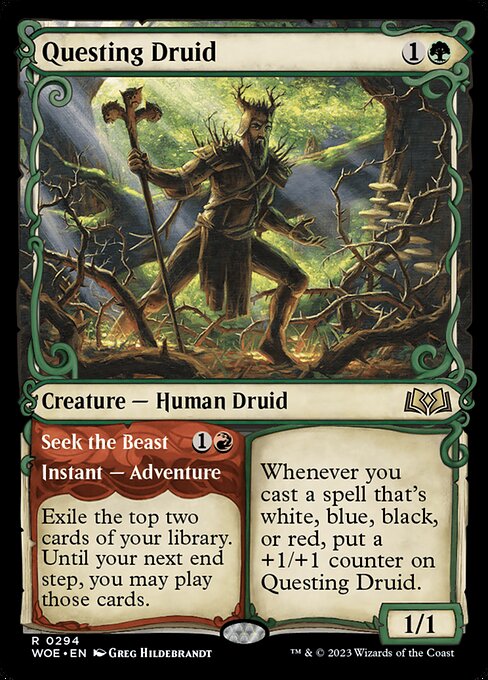 Questing Druid 1
Creature — Human Druid
Seek the Beast 1
Instant — Adventure
Exile the top two
cards of your library.
Until your next end
step, you may play
those cards.
Whenever you
cast a spell that's
white, blue, black,
or red, put a
+1/+1 counter on
Questing Druid.
1/1
R 0294
WOE • EN Greg Hildebrandt
™ & © 2023 Wizards of the Coast